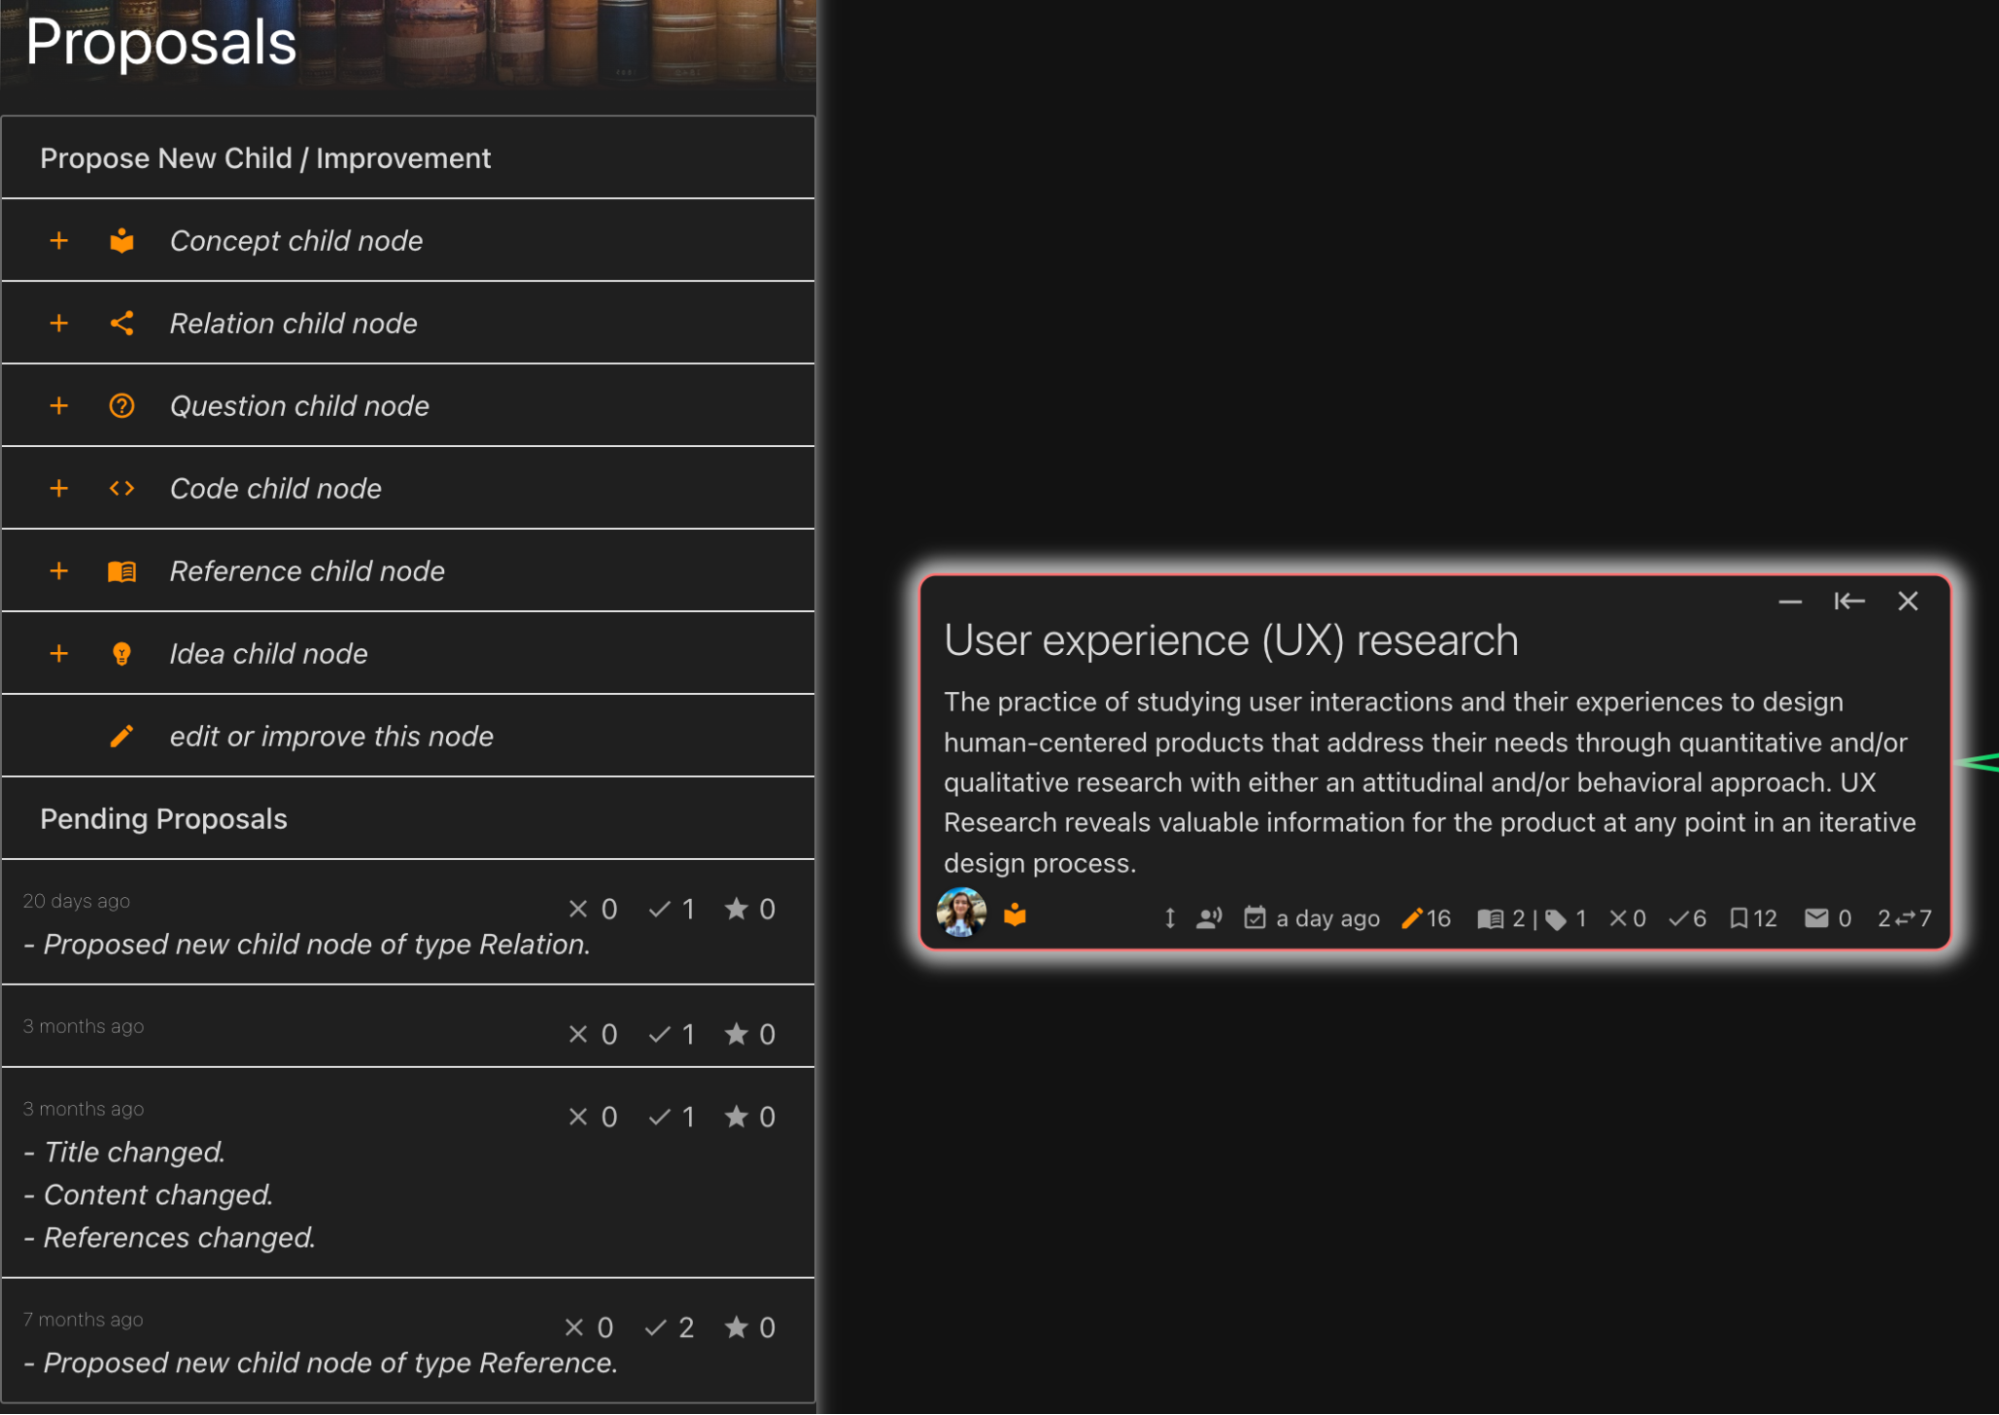 Proposals
Propose New Child / Improvement
+ Concept child node
+ Relation child node
+ Question child node
+ Code child node
+ Reference child node
+ Idea child node
edit or improve this node
Pending Proposals
20 days ago
0 1 0
- Proposed new child node of type Relation.
3 months ago
0 1 0
3 months ago
0 1 0
- Title changed.
- Content changed.
- References changed.
7 months ago
0 2 0
- Proposed new child node of type Reference.
User experience (UX) research
The practice of studying user interactions and their experiences to design
human-centered products that address their needs through quantitative and/or
qualitative research with either an attitudinal and/or behavioral approach. UX
Research reveals valuable information for the product at any point in an iterative
design process.
a day ago 16 2 | 1 0 6 12 0 2 7